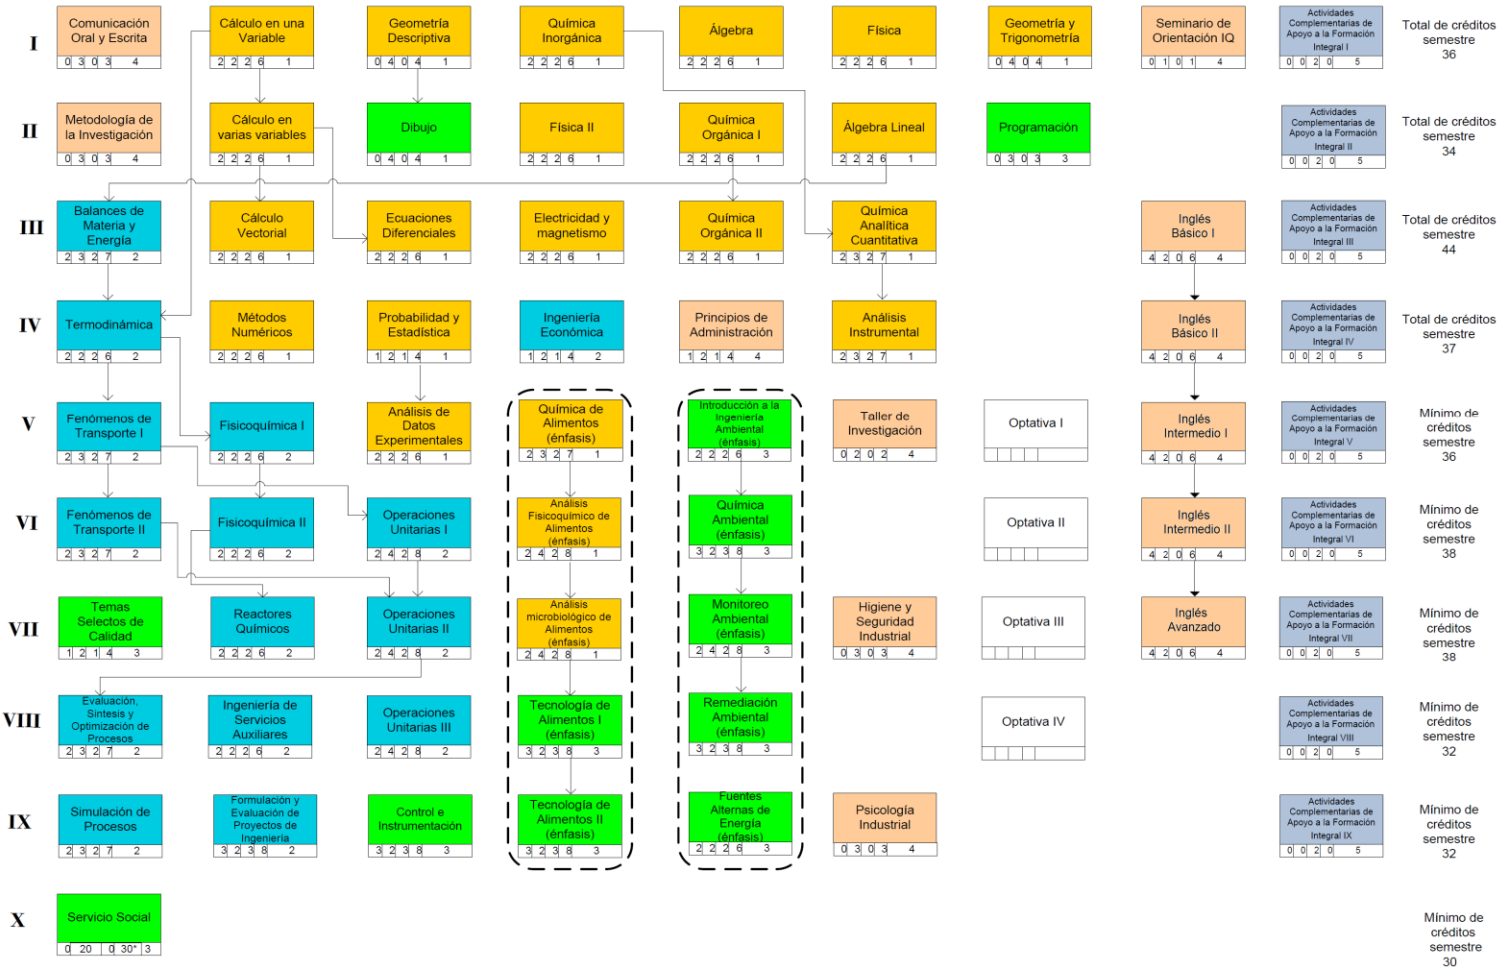 I
Comunicación
Oral y Escrita
0 3 0 3 4
Cálculo en una
Variable
2 2 2 6 1
Geometría
Descriptiva
0 4 0 4 1
Química
Inorgánica
2 2 2 6 1
Álgebra
2 2 2 6 1
Física
2 2 2 6 1
Geometría y
Trigonometría
0 4 0 4 1
Seminario de
Orientación IQ
0 1 0 1 4
Actividades
Complementarias de
Apoyo a la Formación
Integral I
0 0 2 0 5
Total de créditos
semestre
36
II
Metodología de
la Investigación
0 3 0 3 4
Cálculo en
varias variables
2 2 2 6 1
Dibujo
0 4 0 4 1
Física II
2 2 2 6 1
Química
Orgánica I
2 2 2 6 1
Álgebra Lineal
2 2 2 6 1
Programación
0 3 0 3 3
Actividades
Complementarias de
Apoyo a la Formación
Integral II
0 0 2 0 5
Total de créditos
semestre
34
III
Balances de
Materia y
Energía
2 3 2 7 2
Cálculo
Vectorial
2 2 2 6 1
Ecuaciones
Diferenciales
2 2 2 6 1
Electricidad y
magnetismo
2 2 2 6 1
Química
Orgánica II
2 2 2 6 1
Química
Analítica
Cuantitativa
2 3 2 7 1
Inglés
Básico I
4 2 0 6 4
Actividades
Complementarias de
Apoyo a la Formación
Integral III
0 0 2 0 5
Total de créditos
semestre
44
IV
Termodinámica
2 2 2 6 2
Métodos
Numéricos
2 2 2 6 1
Probabilidad y
Estadística
1 2 1 4 1
Ingeniería
Económica
1 2 1 4 2
Principios de
Administración
1 2 1 4 4
Análisis
Instrumental
2 3 2 7 1
Inglés
Básico II
4 2 0 6 4
Actividades
Complementarias de
Apoyo a la Formación
Integral IV
0 0 2 0 5
Total de créditos
semestre
37
V
Fenómenos de
Transporte I
2 3 2 7 2
Fisicoquímica I
2 2 2 6 2
Análisis de
Datos
Experimentales
2 2 2 6 1
Química de
Alimentos
(énfasis)
2 3 2 7 1
Introducción a la
Ingeniería
Ambiental
(énfasis)
2 2 2 6 3
Taller de
Investigación
0 2 0 2 4
Optativa I
Inglés
Intermedio I
4 2 0 6 4
Actividades
Complementarias de
Apoyo a la Formación
Integral V
0 0 2 0 5
Mínimo de
créditos
semestre
36
VI
Fenómenos de
Transporte II
2 3 2 7 2
Fisicoquímica II
2 2 2 6 2
Operaciones
Unitarias I
2 4 2 8 2
Análisis
Fisicoquímico de
Alimentos
(énfasis)
2 4 2 8 1
Química
Ambiental
(énfasis)
3 2 3 8 3
Optativa II
Inglés
Intermedio II
4 2 0 6 4
Actividades
Complementarias de
Apoyo a la Formación
Integral VI
0 0 2 0 5
Mínimo de
créditos
semestre
38
VII
Temas
Selectos de
Calidad
1 2 1 4 3
Reactores
Químicos
2 2 2 6 2
Operaciones
Unitarias II
2 4 2 8 2
Análisis
microbiológico de
Alimentos
(énfasis)
2 4 2 8 1
Monitoreo
Ambiental
(énfasis)
2 4 2 8 3
Higiene y
Seguridad
Industrial
0 3 0 3 4
Optativa III
Inglés
Avanzado
4 2 0 6 4
Actividades
Complementarias de
Apoyo a la Formación
Integral VII
0 0 2 0 5
Mínimo de
créditos
semestre
38
VIII
Evaluación,
Sintesis y
Optimización de
Procesos
2 3 2 7 2
Ingeniería de
Servicios
Auxiliares
2 2 2 6 2
Operaciones
Unitarias III
2 4 2 8 2
Tecnología de
Alimentos I
(énfasis)
3 2 3 8 3
Remediación
Ambiental
(énfasis)
3 2 3 8 3
Optativa IV
Actividades
Complementarias de
Apoyo a la Formación
Integral VIII
0 0 2 0 5
Mínimo de
créditos
semestre
32
IX
Simulación de
Procesos
2 3 2 7 2
Formulación y
Evaluación de
Proyectos de
Ingeniería
3 2 3 8 2
Control e
Instrumentación
3 2 3 8 3
Tecnología de
Alimentos II
(énfasis)
3 2 3 8 3
Fuentes
Alternas de
Energía
(énfasis)
2 2 2 6 3
Psicología
Industrial
0 3 0 3 4
Actividades
Complementarias de
Apoyo a la Formación
Integral IX
0 0 2 0 5
Mínimo de
créditos
semestre
32
X
Servicio Social
0 20 0 30* 3
Mínimo de
créditos
semestre
30